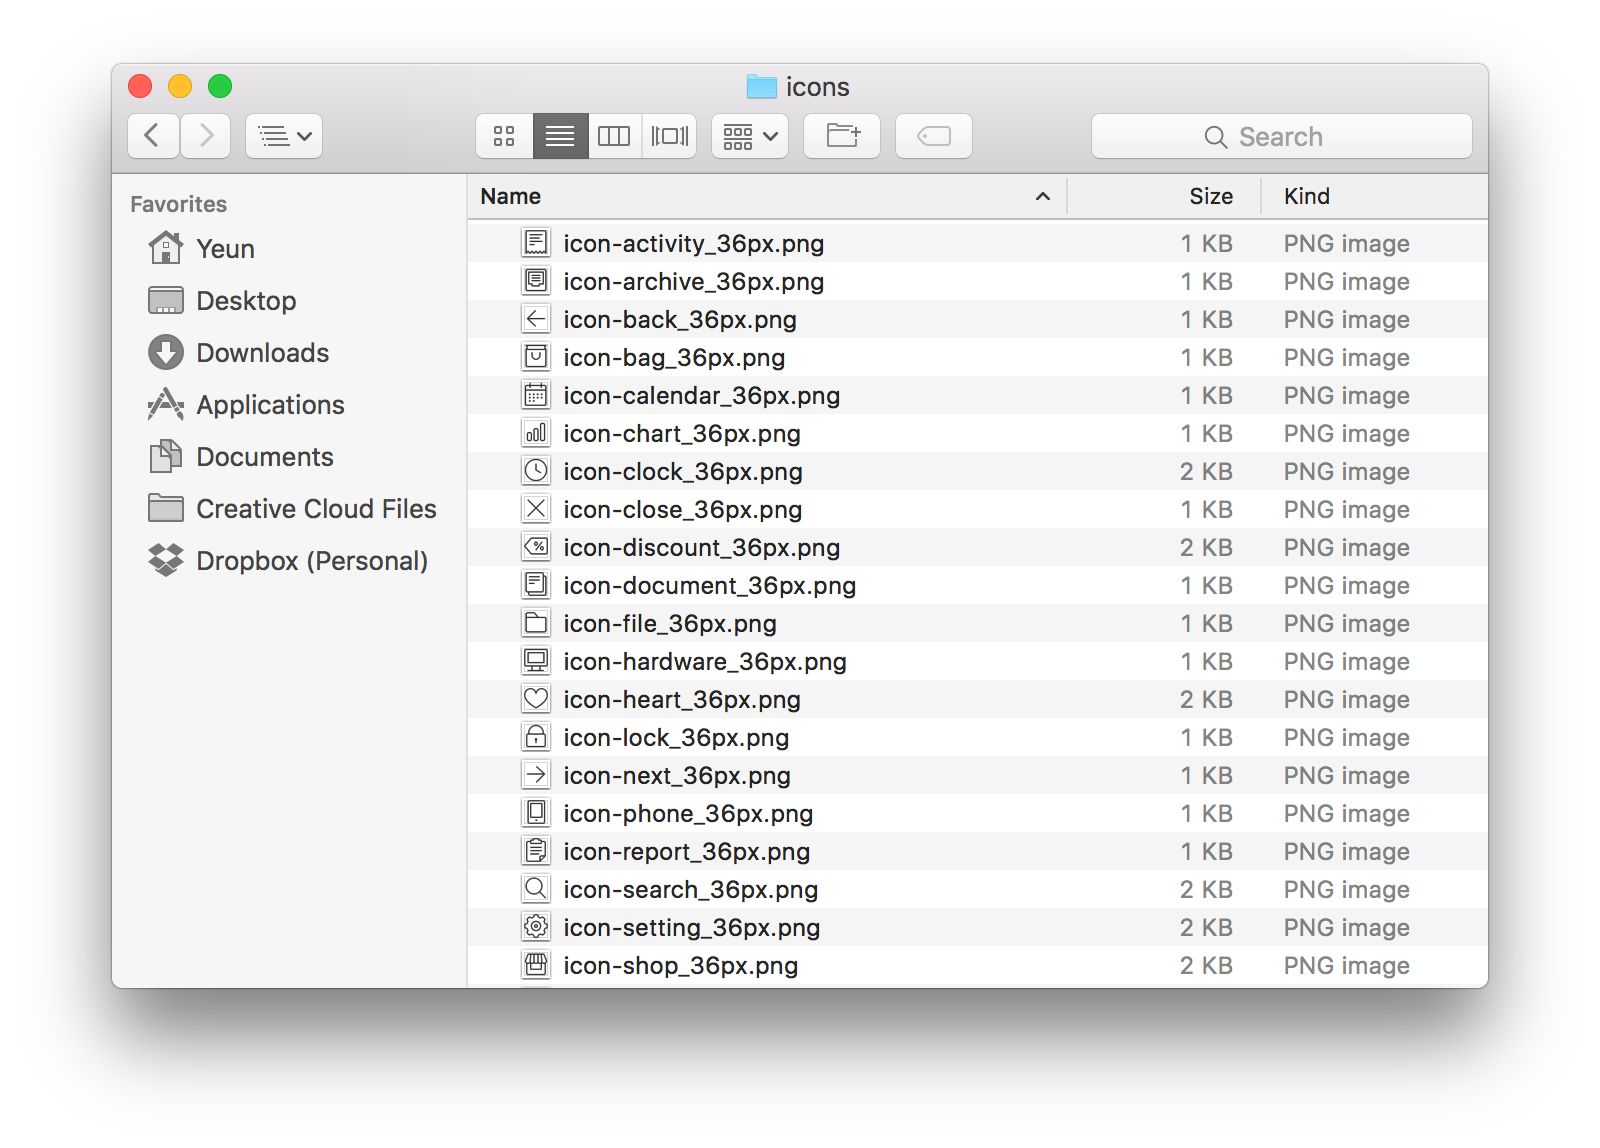 icons
Search
Favorites
Yeun
Desktop
Downloads
Applications
Documents
Creative Cloud Files
Dropbox (Personal)
Name Size Kind
icon-activity_36px.png 1 KB PNG image
icon-archive_36px.png 1 KB PNG image
icon-back_36px.png 1 KB PNG image
icon-bag_36px.png 1 KB PNG image
icon-calendar_36px.png 1 KB PNG image
icon-chart_36px.png 1 KB PNG image
icon-clock_36px.png 2 KB PNG image
icon-close_36px.png 1 KB PNG image
icon-discount_36px.png 2 KB PNG image
icon-document_36px.png 1 KB PNG image
icon-file_36px.png 1 KB PNG image
icon-hardware_36px.png 1 KB PNG image
icon-heart_36px.png 2 KB PNG image
icon-lock_36px.png 1 KB PNG image
icon-next_36px.png 1 KB PNG image
icon-phone_36px.png 1 KB PNG image
icon-report_36px.png 1 KB PNG image
icon-search_36px.png 2 KB PNG image
icon-setting_36px.png 2 KB PNG image
icon-shop_36px.png 2 KB PNG image